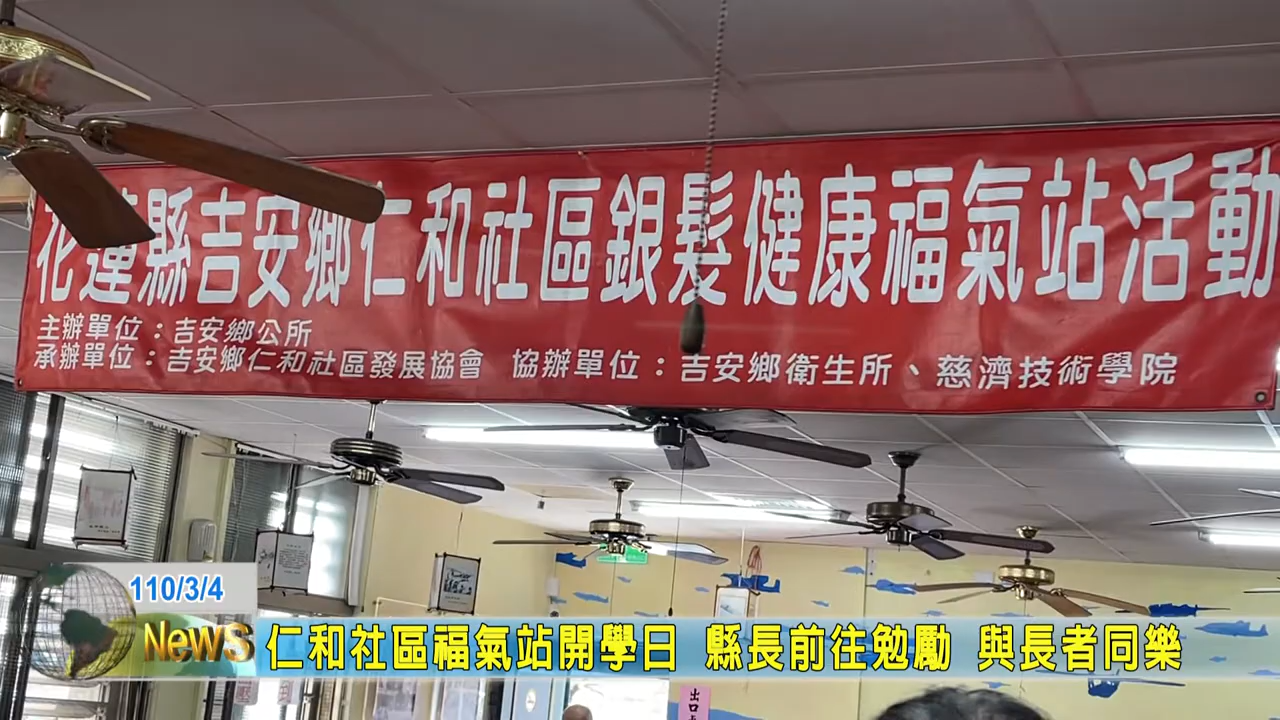 花蓮縣吉安鄉仁和社區銀髮健康福氣站活動
主辦單位：吉安鄉公所
承辦單位：吉安鄉仁和社區發展協會 協辦單位：吉安鄉衛生所、慈濟技術學院
110/3/4
NewS 仁和社區福氣站開學日 縣長前往勉勵 與長者同樂
出口